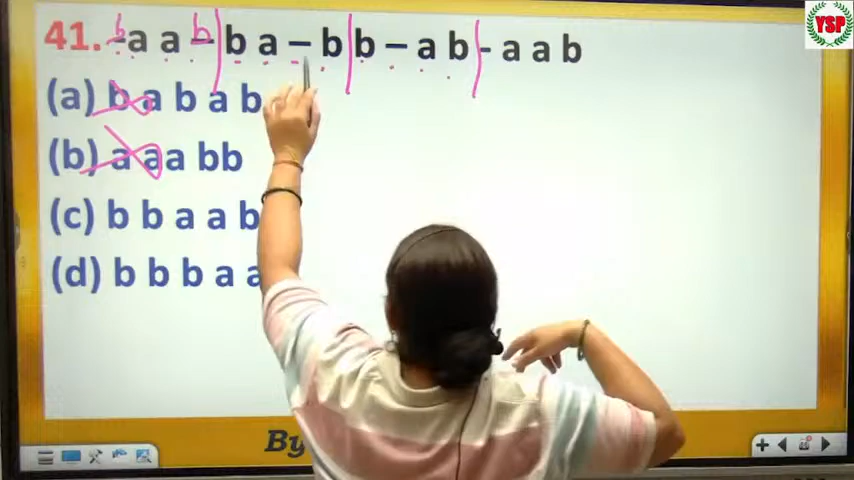 41. b a a b | b a – b | b – a b | - a a b
(a) b a b a b
(b) a a a b b
(c) b b a a b
(d) b b b a a
By
YSP